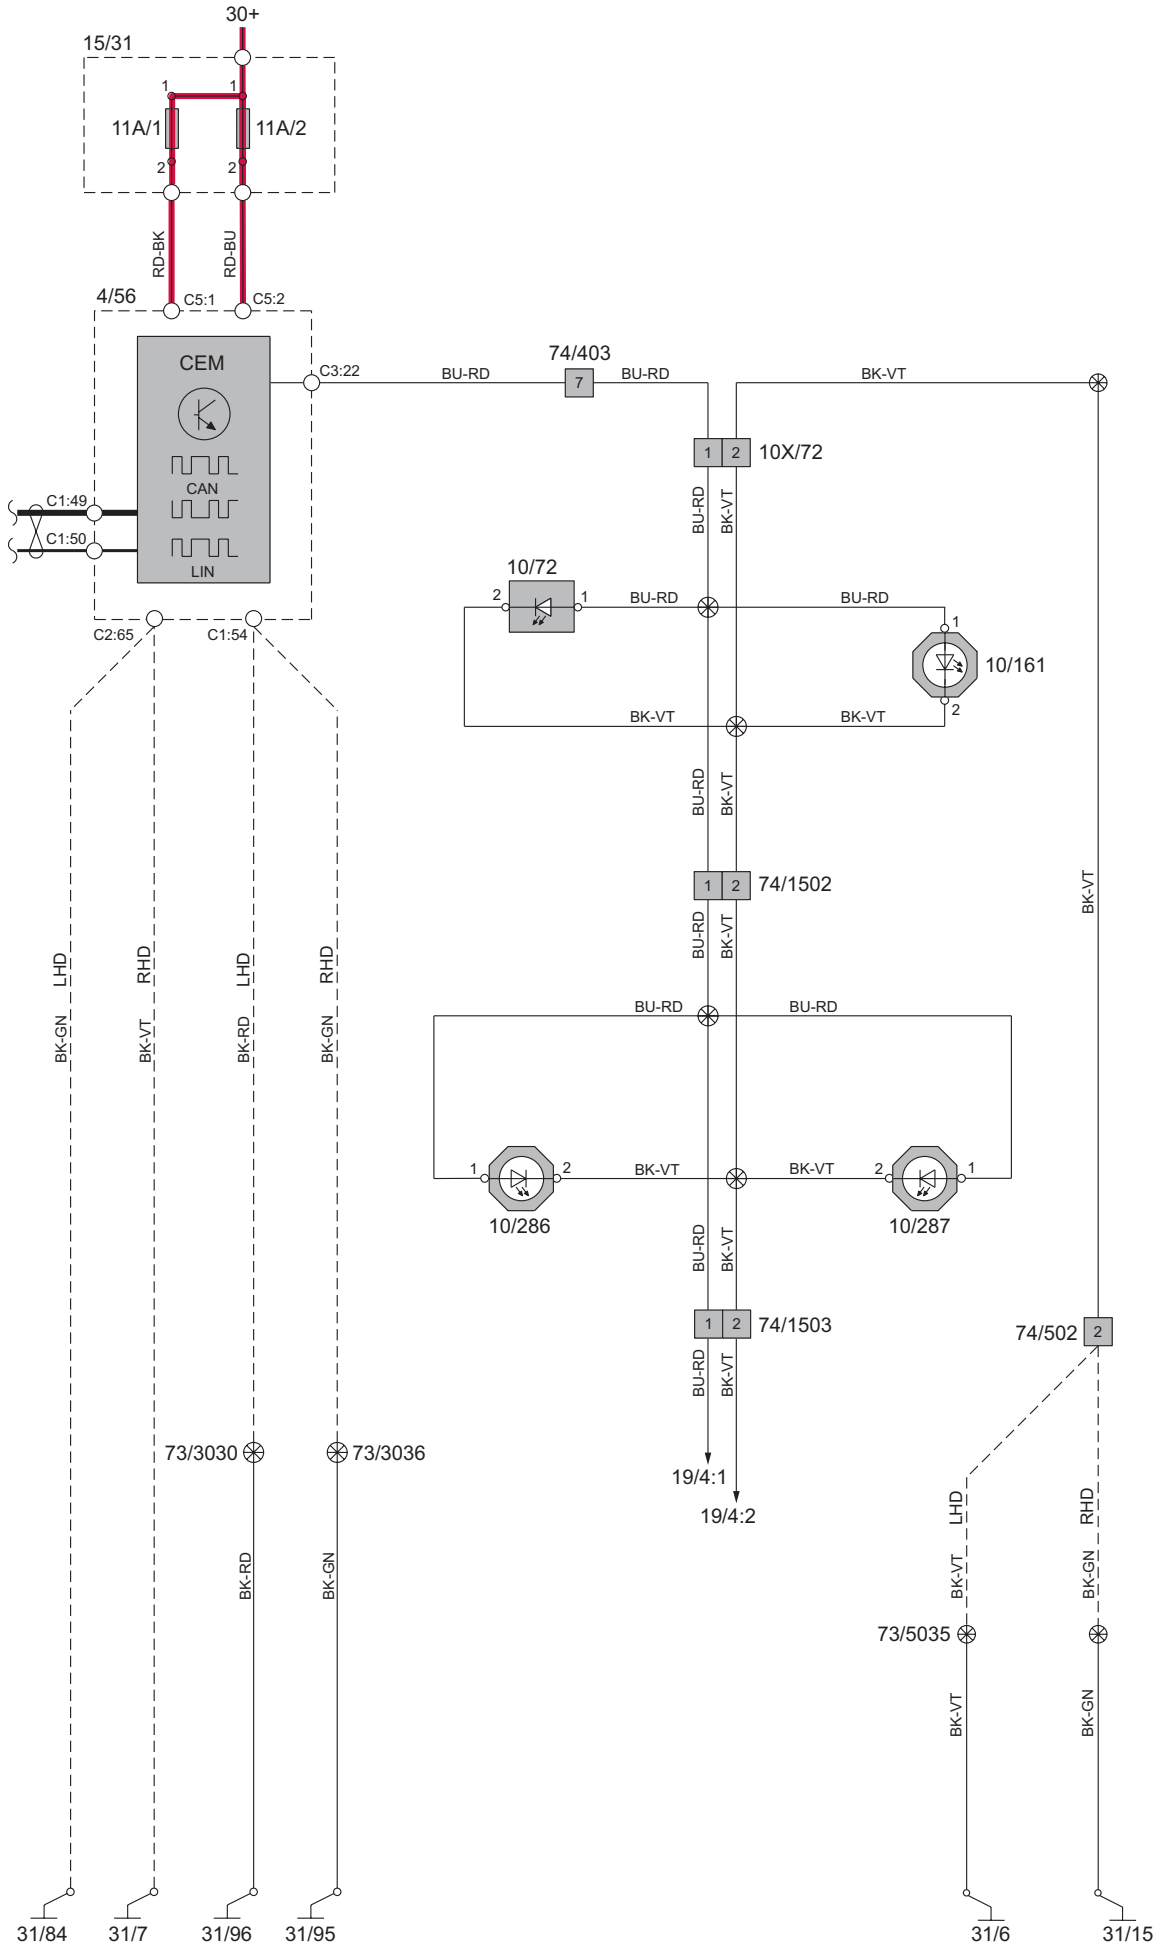 30+
15/31
1
1
11A/1
11A/2
2
2
RD-BK
RD-BU
4/56
C5:1
C5:2
CEM
C3:22
BU-RD
74/403
7
BU-RD
BK-VT
1
2
10X/72
CAN
C1:49
C1:50
LIN
BU-RD
BK-VT
10/72
2
1
BU-RD
BU-RD
1
10/161
2
C2:65
C1:54
BK-VT
BK-VT
BU-RD
BK-VT
1
2
74/1502
BK-VT
BU-RD
BK-VT
LHD
RHD
LHD
RHD
BK-GN
BK-VT
BK-RD
BK-GN
BU-RD
BU-RD
1
2
BK-VT
BK-VT
2
1
10/286
10/287
BU-RD
BK-VT
1
2
74/1503
74/502
2
BU-RD
BK-VT
73/3030
73/3036
19/4:1
19/4:2
LHD
RHD
BK-RD
BK-GN
BK-VT
BK-GN
73/5035
BK-VT
BK-GN
31/84
31/7
31/96
31/95
31/6
31/15